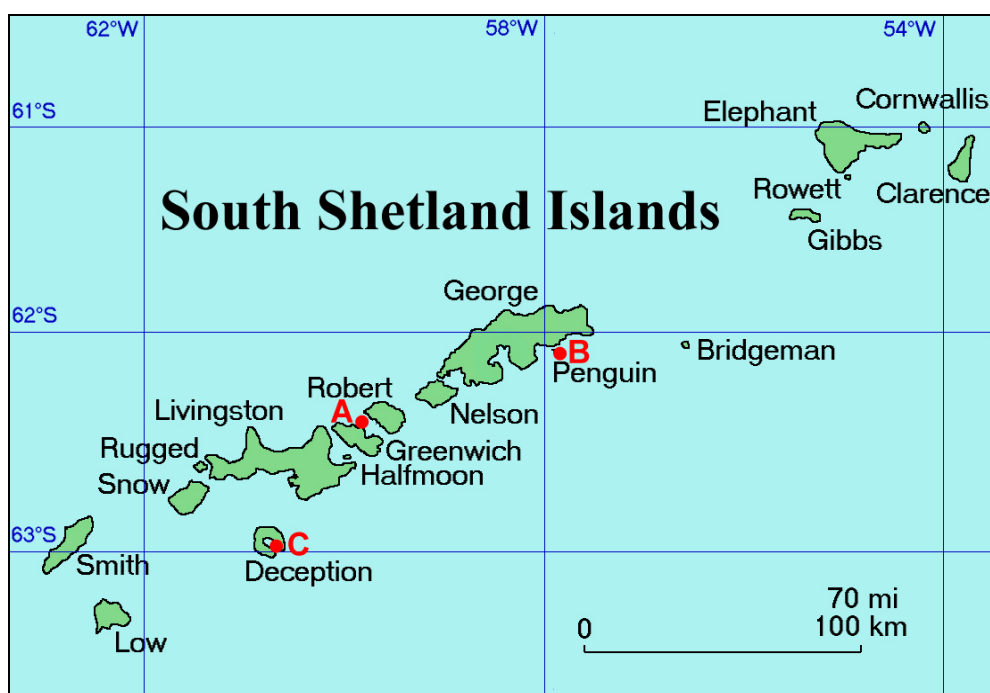 62°W
58°W
54°W
61°S
Elephant
Cornwallis
Rowett
Clarence
South Shetland Islands
Gibbs
George
62°S
B
Bridgeman
Penguin
Robert
Livingston
A
Nelson
Rugged
Greenwich
Halfmoon
Snow
63°S
C
Smith
Deception
Low
70 mi
0
100 km